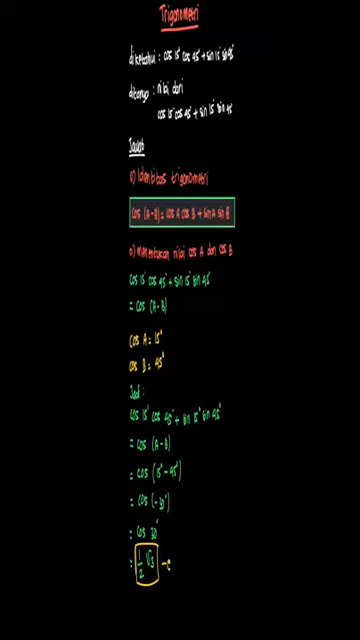 Trigonometri
diketahui : cos 15° cos 45° + sin 15° sin 45°
ditanya : nilai dari
cos 15° cos 45° + sin 15° sin 45
Jawab
0) Identitas trigonometri
cos (A-B) = cos A cos B + sin A sin B
0) menentukan nilai cos A dan cos B
cos 15° cos 45° + sin 15° sin 45°
= cos (A-B)
cos A = 15°
cos B = 45°
Jadi :
cos 15° cos 45° + sin 15° sin 45°
= cos (A-B)
= cos (15° - 45°)
= cos (-30°)
= cos 30°
= 1/2 √3